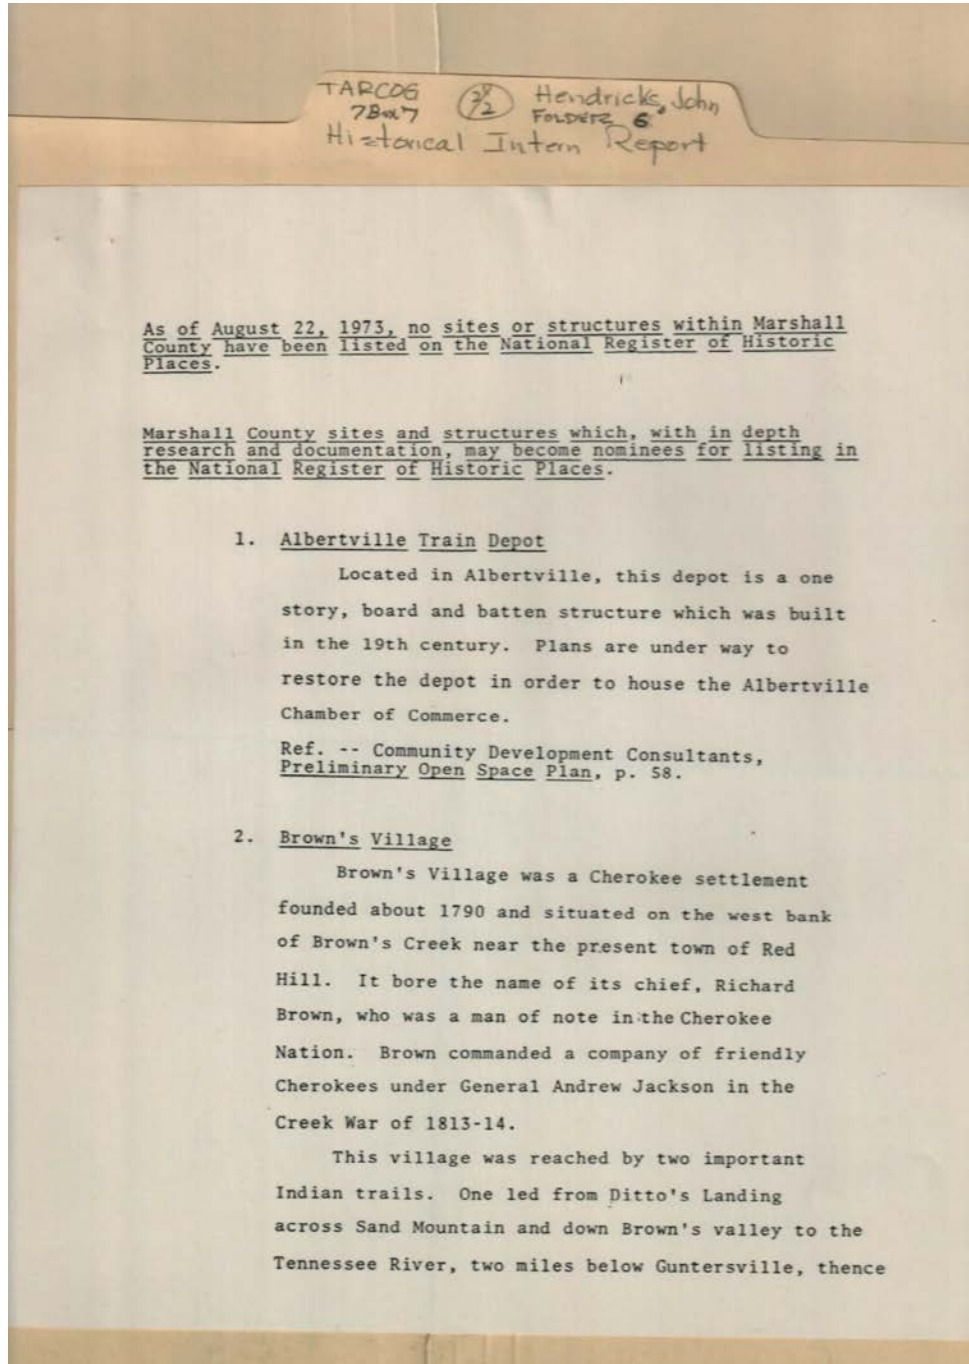 TARCOG
7Box7
Hendricks, John
FOLDER 6
Historical Intern Report
As of August 22, 1973, no sites or structures within Marshall
County have been listed on the National Register of Historic
Places.
Marshall County sites and structures which, with in depth
research and documentation, may become nominees for listing in
the National Register of Historic Places.
1. Albertville Train Depot
Located in Albertville, this depot is a one
story, board and batten structure which was built
in the 19th century. Plans are under way to
restore the depot in order to house the Albertville
Chamber of Commerce.
Ref. -- Community Development Consultants,
Preliminary Open Space Plan, p. 58.
2. Brown's Village
Brown's Village was a Cherokee settlement
founded about 1790 and situated on the west bank
of Brown's Creek near the present town of Red
Hill. It bore the name of its chief, Richard
Brown, who was a man of note in the Cherokee
Nation. Brown commanded a company of friendly
Cherokees under General Andrew Jackson in the
Creek War of 1813-14.
This village was reached by two important
Indian trails. One led from Ditto's Landing
across Sand Mountain and down Brown's valley to the
Tennessee River, two miles below Guntersville, thence